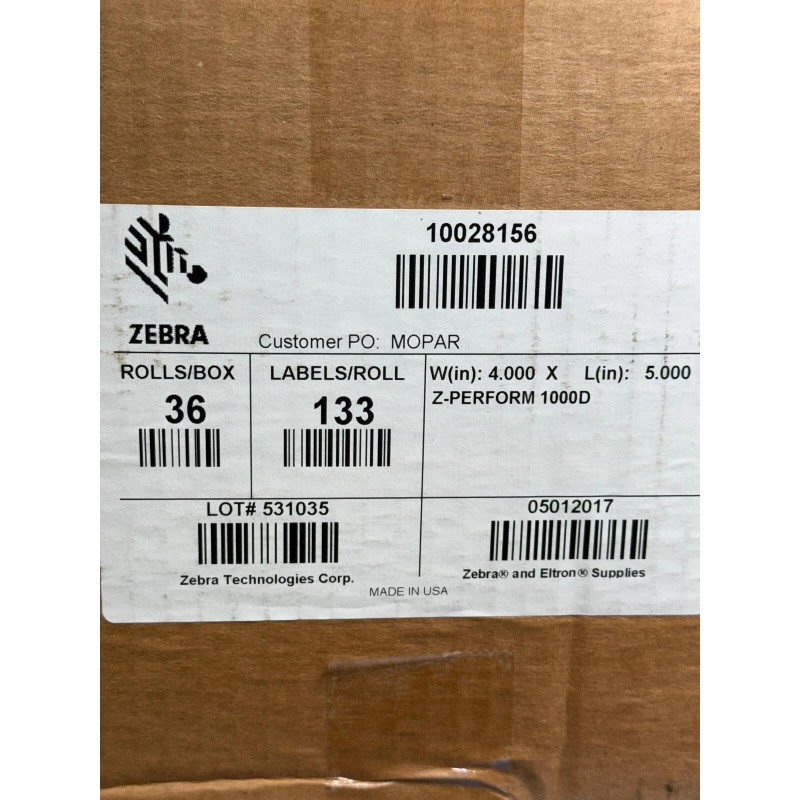 10028156
ZEBRA
Customer PO: MOPAR
ROLLS/BOX
36
LABELS/ROLL
133
W(in): 4.000 X L(in): 5.000
Z-PERFORM 1000D
LOT# 531035
Zebra Technologies Corp.
05012017
Zebra® and Eltron® Supplies
MADE IN USA